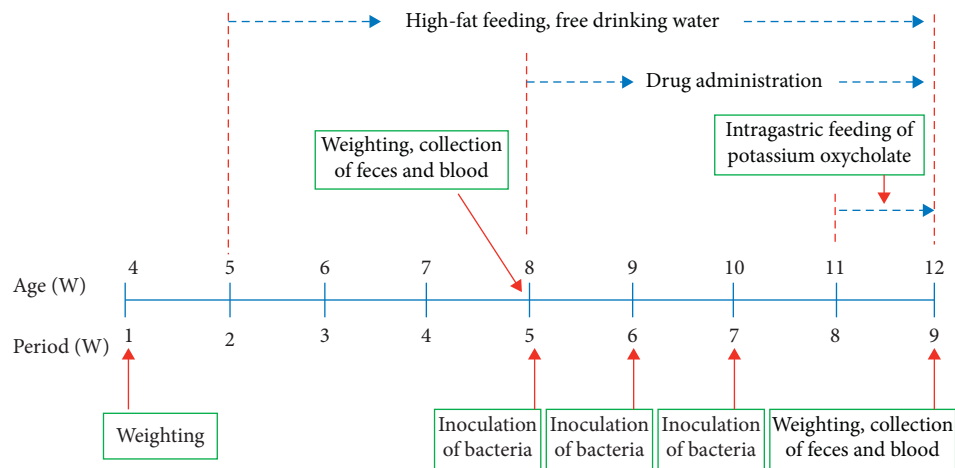 High-fat feeding, free drinking water
Drug administration
Intragastric feeding of
potassium oxycholate
Weighting, collection
of feces and blood
4 5 6 7 8 9 10 11 12
Age (W)
Period (W)
1 2 3 4 5 6 7 8 9
Weighting
Inoculation
of bacteria
Inoculation
of bacteria
Inoculation
of bacteria
Weighting, collection
of feces and blood